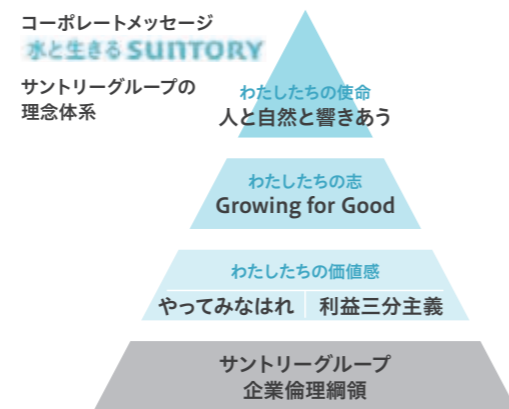 コーポレートメッセージ
水と生きる SUNTORY
サントリーグループの
理念体系
わたしたちの使命
人と自然と響きあう
わたしたちの志
Growing for Good
わたしたちの価値感
やってみなはれ 利益三分主義
サントリーグループ
企業倫理綱領